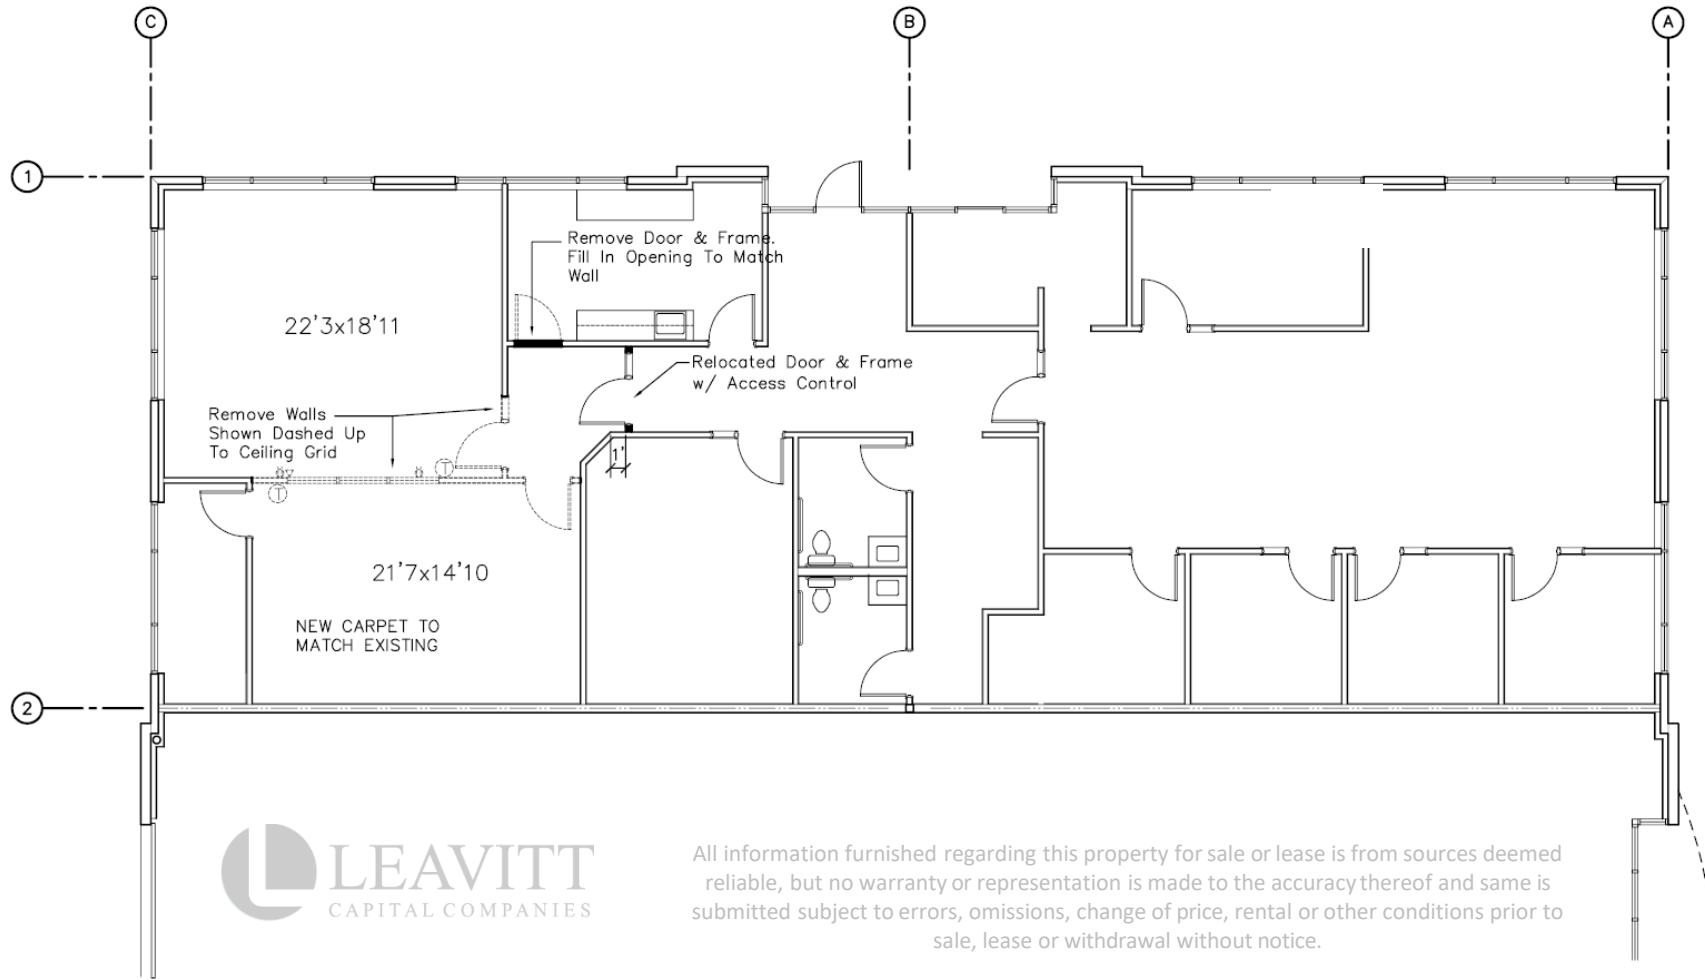 C
B
A
1
Remove Door & Frame.
Fill In Opening To Match
Wall
22'3x18'11
Relocated Door & Frame
w/ Access Control
Remove Walls
Shown Dashed Up
To Ceiling Grid
1'
T
T
21'7x14'10
NEW CARPET TO
MATCH EXISTING
2
LEAVITT
CAPITAL COMPANIES
All information furnished regarding this property for sale or lease is from sources deemed
reliable, but no warranty or representation is made to the accuracy thereof and same is
submitted subject to errors, omissions, change of price, rental or other conditions prior to
sale, lease or withdrawal without notice.